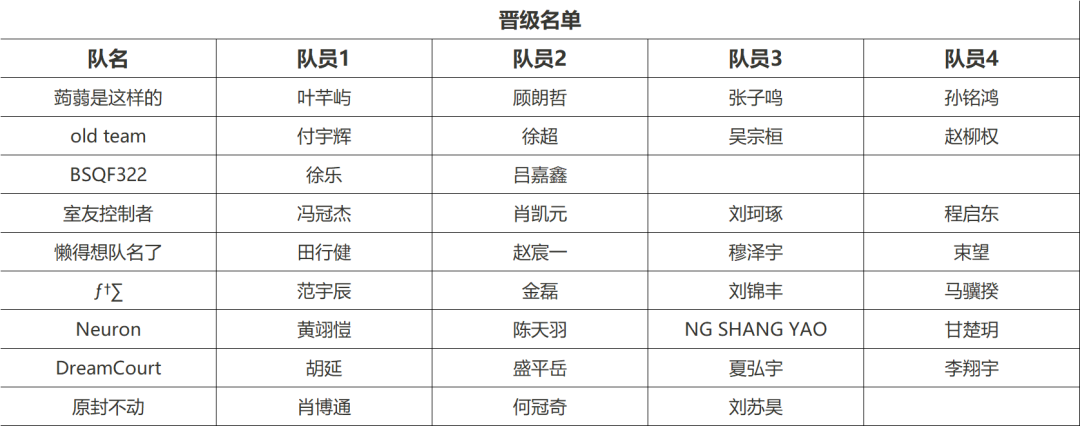 晋级名单
队名 队员1 队员2 队员3 队员4
蒟蒻是这样的 叶芊屿 顾朗哲 张子鸣 孙铭鸿
old team 付宇辉 徐超 吴宗桓 赵柳权
BSQF322 徐乐 吕嘉鑫
室友控制者 冯冠杰 肖凯元 刘珂琢 程启东
懒得想队名了 田行健 赵宸一 穆泽宇 束望
ƒ†∑ 范宇辰 金磊 刘锦丰 马骥揆
Neuron 黄翊愷 陈天羽 NG SHANG YAO 甘楚玥
DreamCourt 胡延 盛平岳 夏弘宇 李翔宇
原封不动 肖博通 何冠奇 刘苏昊